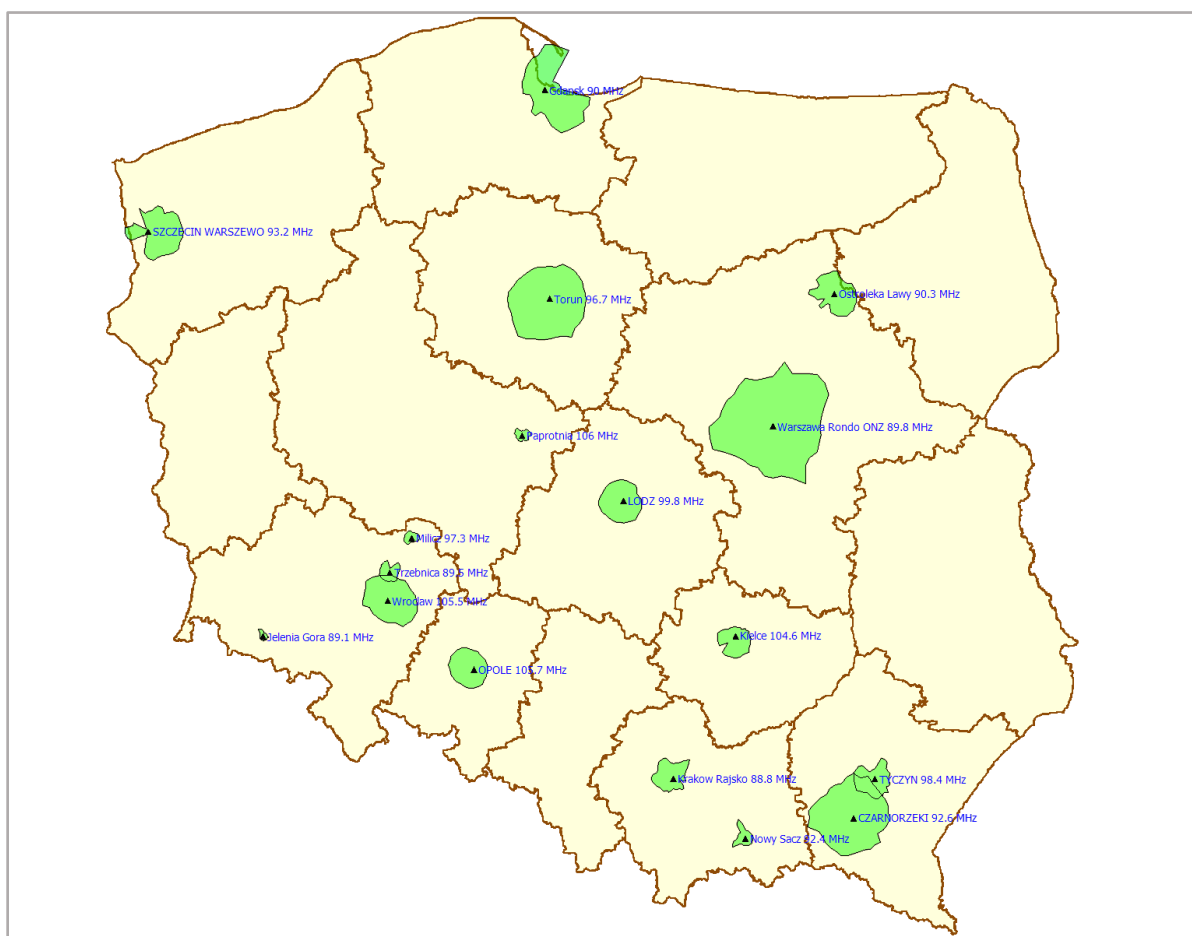 Gdansk 90 MHz
SZCZECIN WARSZEWO 93.2 MHz
Ostroleka Lawy 90.3 MHz
Torun 96.7 MHz
Warszawa Rondo ONZ 89.8 MHz
Paprotnia 106 MHz
LODZ 99.8 MHz
Milicz 97.3 MHz
Trzebnica 89.5 MHz
Wrodaw 105.5 MHz
Jelenia Gora 89.1 MHz
Kielce 104.6 MHz
OPOLE 105.7 MHz
Krakow Rajsko 88.8 MHz
TYCZYN 98.4 MHz
CZARNORZEKI 92.6 MHz
Nowy Sacz 92.4 MHz